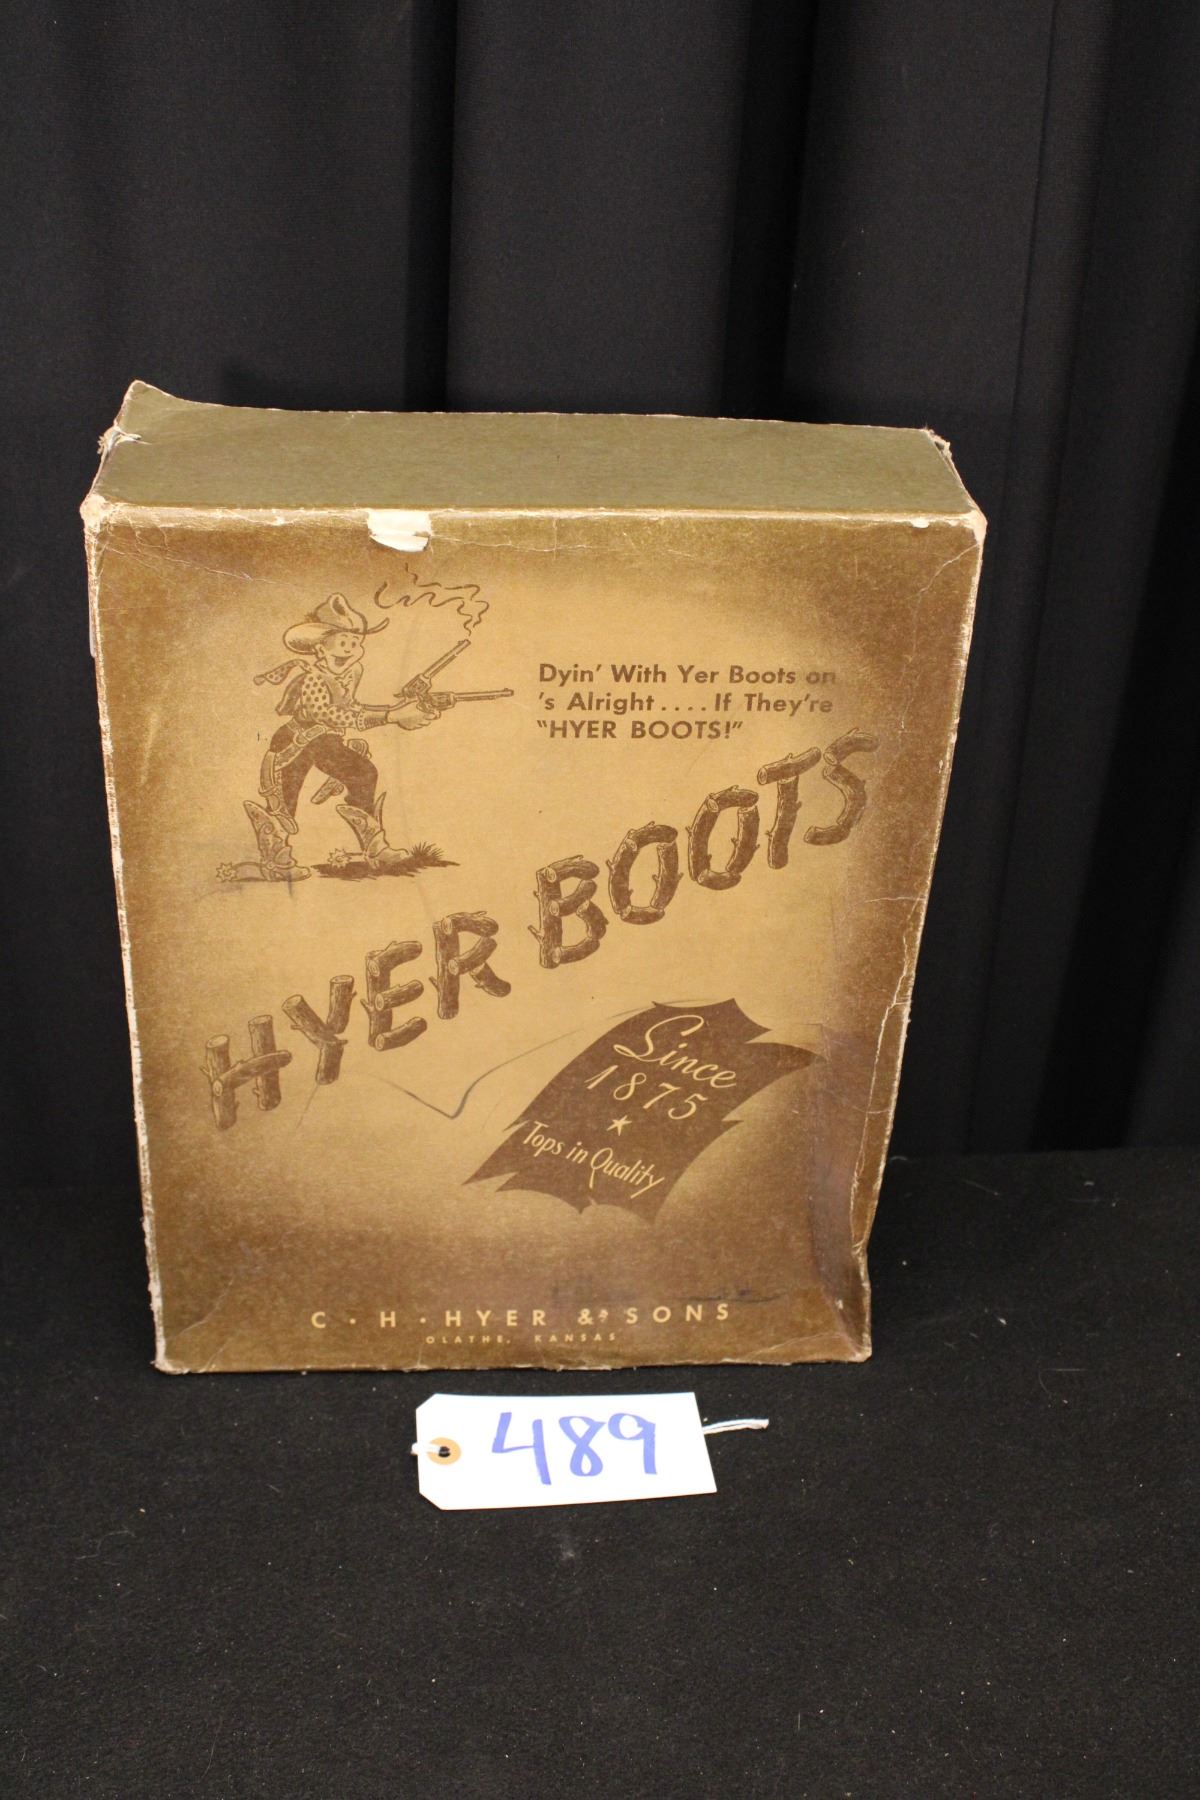 Dyin' With Yer Boots on
's Alright....If They're
"HYER BOOTS!"
HYER BOOTS
Since
1875
Tops in Quality
C · H · HYER & SONS
OLATHE, KANSAS
489